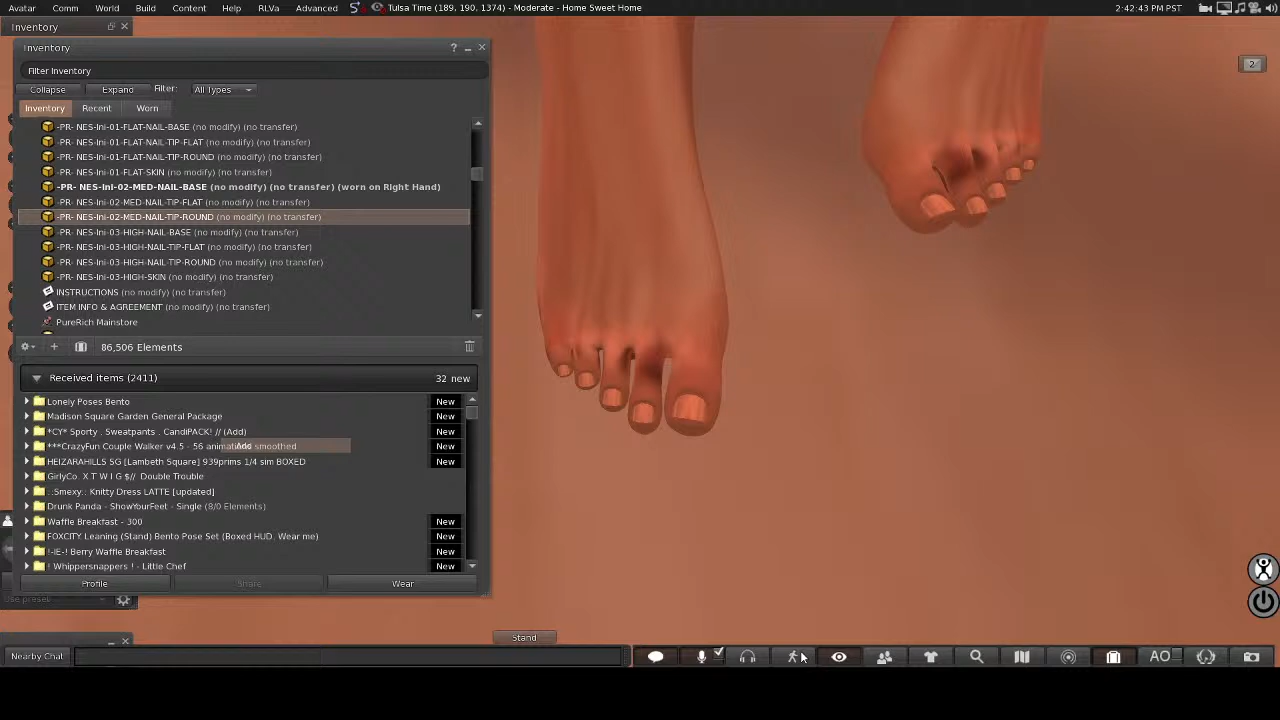 Avatar Comm World Build Content Help RLVa Advanced Tulsa Time (189, 190, 1374) - Moderate - Home Sweet Home 2:42:43 PM PST
Inventory
Inventory ?
2
Filter Inventory
Collapse Expand Filter: All Types
Inventory Recent Worn
-PR- NES-Ini-01-FLAT-NAIL-BASE (no modify) (no transfer)
-PR- NES-Ini-01-FLAT-NAIL-TIP-FLAT (no modify) (no transfer)
-PR- NES-Ini-01-FLAT-NAIL-TIP-ROUND (no modify) (no transfer)
-PR- NES-Ini-01-FLAT-SKIN (no modify) (no transfer)
-PR- NES-Ini-02-MED-NAIL-BASE (no modify) (no transfer) (worn on Right Hand)
-PR- NES-Ini-02-MED-NAIL-TIP-FLAT (no modify) (no transfer)
-PR- NES-Ini-02-MED-NAIL-TIP-ROUND (no modify) (no transfer)
-PR- NES-Ini-03-HIGH-NAIL-BASE (no modify) (no transfer)
-PR- NES-Ini-03-HIGH-NAIL-TIP-FLAT (no modify) (no transfer)
-PR- NES-Ini-03-HIGH-NAIL-TIP-ROUND (no modify) (no transfer)
-PR- NES-Ini-03-HIGH-SKIN (no modify) (no transfer)
INSTRUCTIONS (no modify) (no transfer)
ITEM INFO & AGREEMENT (no modify) (no transfer)
PureRich Mainstore
86,506 Elements
Received items (2411) 32 new
Lonely Poses Bento New
Madison Square Garden General Package New
*CY* Sporty . Sweatpants . CandiPACK! // (Add) New
***CrazyFun Couple Walker v4.5 - 56 animations smoothed New
Add
HEIZARAHILLS SG [Lambeth Square] 939prims 1/4 sim BOXED New
GirlyCo. X T W I G $// Double Trouble
.:Smexy:. Knitty Dress LATTE [updated]
Drunk Panda - ShowYourFeet - Single (8/0 Elements)
Waffle Breakfast - 300 New
FOXCITY. Leaning (Stand) Bento Pose Set (Boxed HUD. Wear me) New
!-IE-! Berry Waffle Breakfast New
! Whippersnappers ! - Little Chef New
Profile Share Wear
Use preset
Stand
Nearby Chat AO